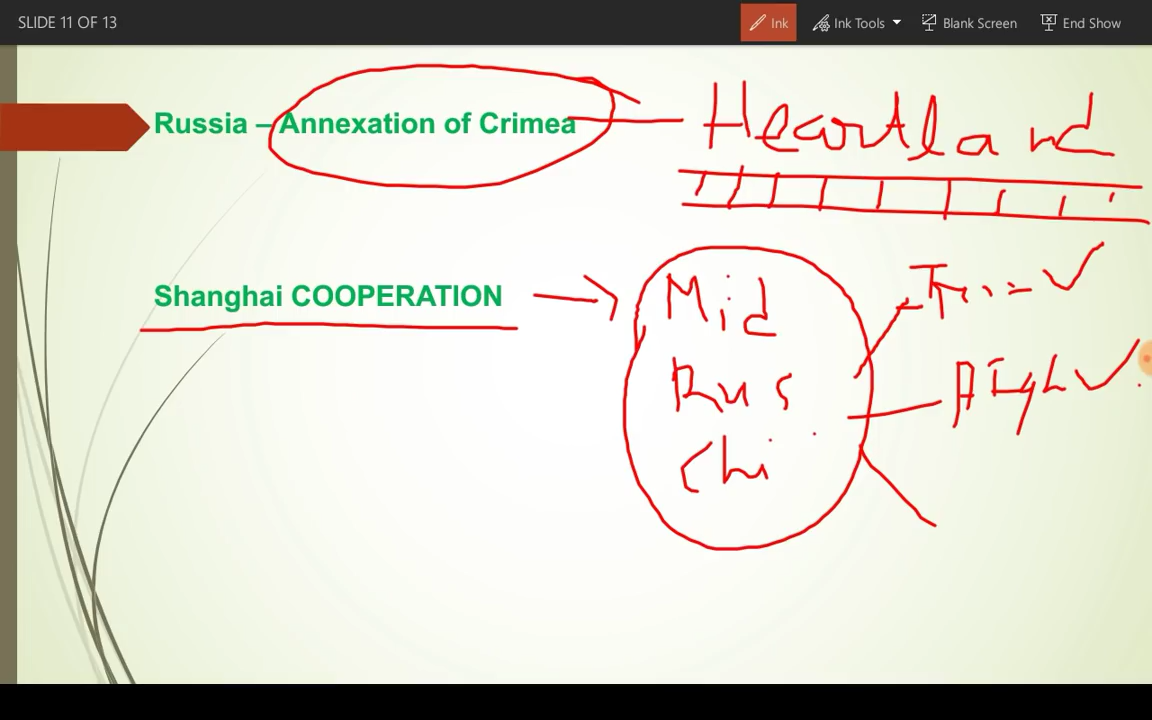 SLIDE 11 OF 13
Ink
Ink Tools
Blank Screen
End Show
Russia – Annexation of Crimea
Heartland
Shanghai COOPERATION
Mid
Rus
Chi